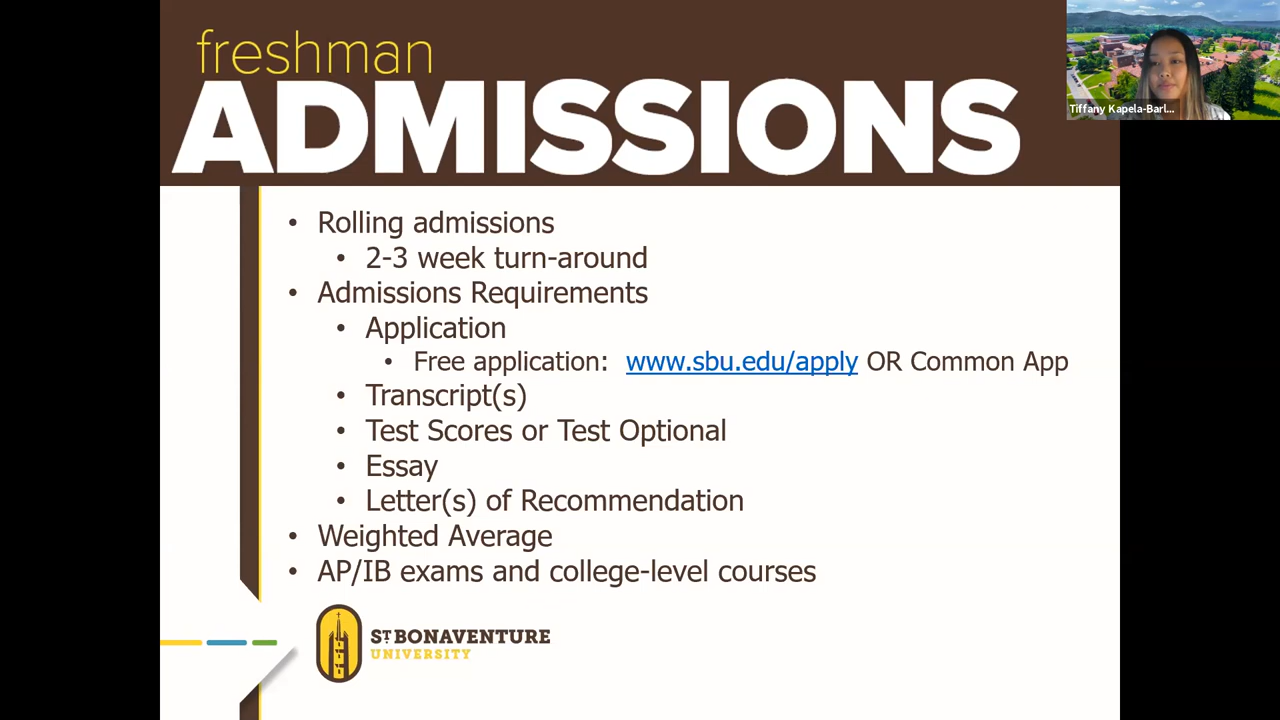 freshman
ADMISSIONS
Tiffany Kapela-Barl...
• Rolling admissions
• 2-3 week turn-around
• Admissions Requirements
• Application
• Free application: www.sbu.edu/apply OR Common App
• Transcript(s)
• Test Scores or Test Optional
• Essay
• Letter(s) of Recommendation
• Weighted Average
• AP/IB exams and college-level courses
ST. BONAVENTURE
UNIVERSITY